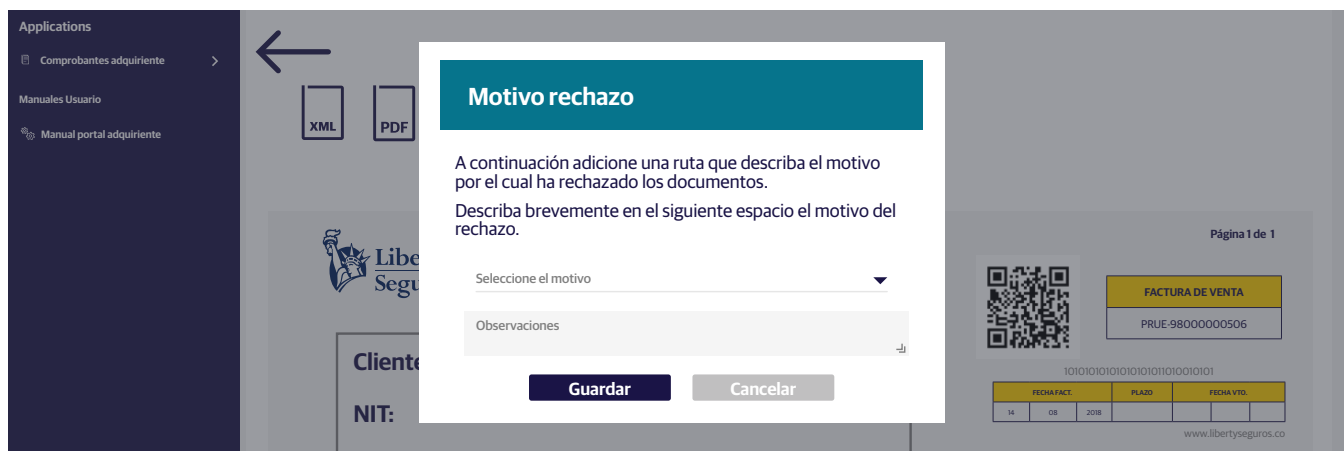 Applications
Comprobantes adquiriente
Manuales Usuario
Manual portal adquiriente
XML
PDF
Motivo rechazo
A continuación adicione una ruta que describa el motivo
por el cual ha rechazado los documentos.
Describa brevemente en el siguiente espacio el motivo del
rechazo.
Seleccione el motivo
Observaciones
Guardar
Cancelar
Página 1 de 1
FACTURA DE VENTA
PRUE-98000000506
FECHA FACT. PLAZO FECHA VTO.
14 08 2018
www.libertyseguros.co
NIT: